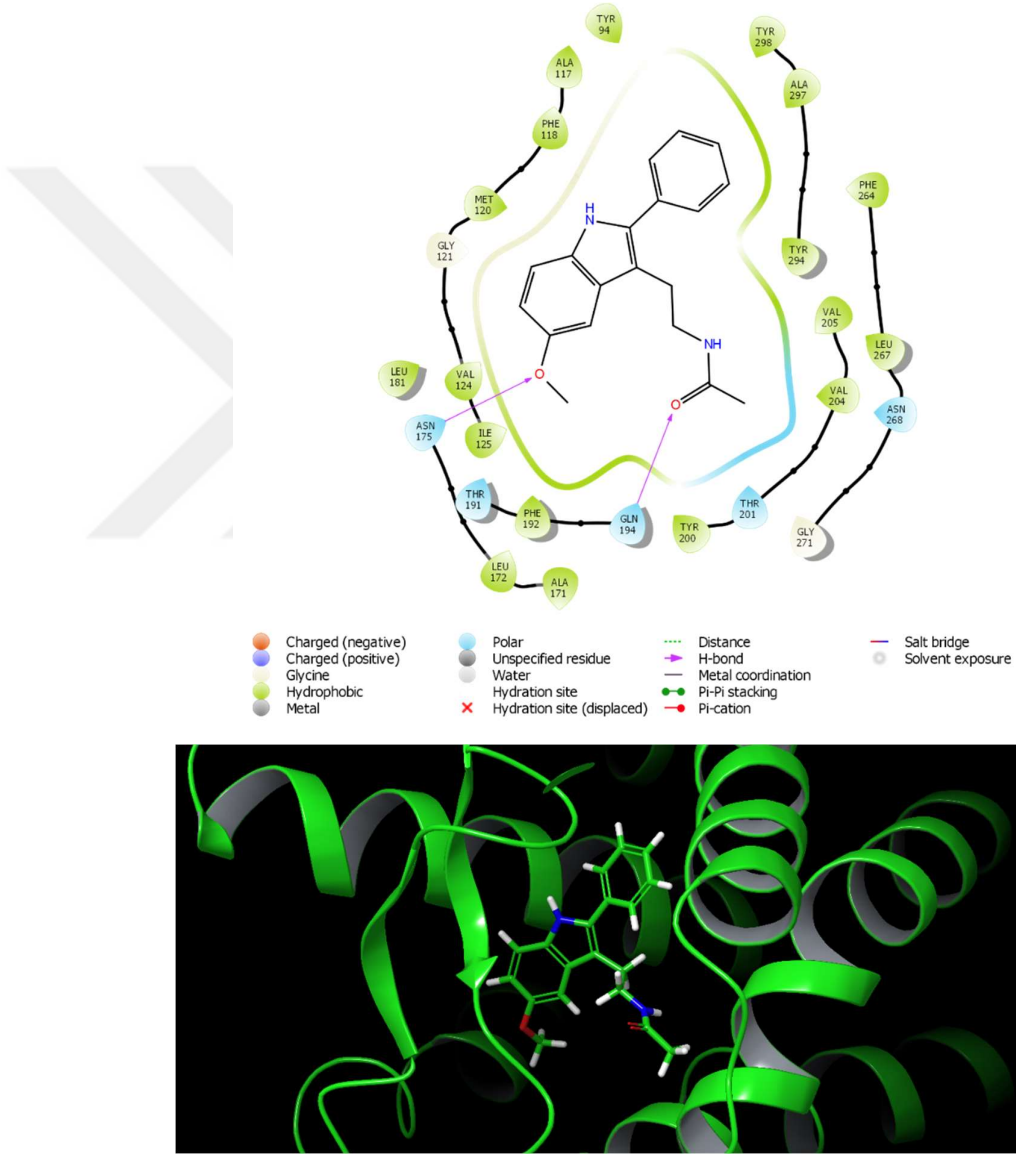 TYR
94
TYR
298
ALA
117
ALA
297
PHE
118
PHE
264
MET
120
H
N
GLY
121
TYR
294
VAL
205
NH
LEU
267
LEU
181
VAL
124
O
VAL
204
O
ASN
268
ASN
175
ILE
125
THR
191
PHE
192
GLN
194
TYR
200
THR
201
GLY
271
LEU
172
ALA
171
Charged (negative)
Charged (positive)
Glycine
Hydrophobic
Metal
Polar
Unspecified residue
Water
Hydration site
Hydration site (displaced)
Distance
H-bond
Metal coordination
Pi-Pi stacking
Pi-cation
Salt bridge
Solvent exposure